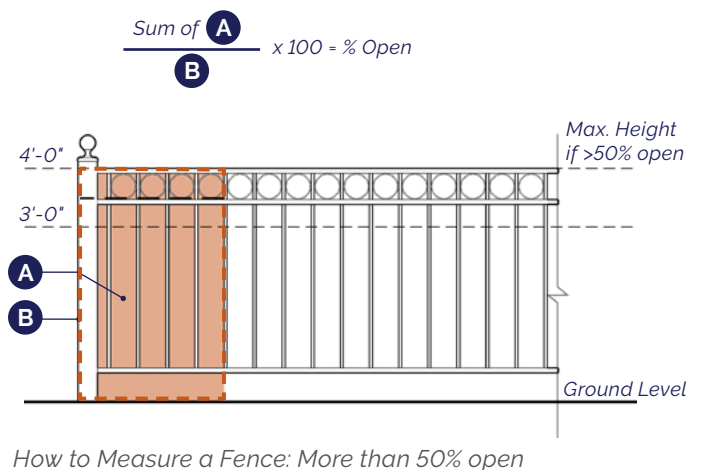 Sum of A
B
x 100 = % Open
Max. Height
if >50% open
4'-0"
3'-0"
A
B
Ground Level
How to Measure a Fence: More than 50% open